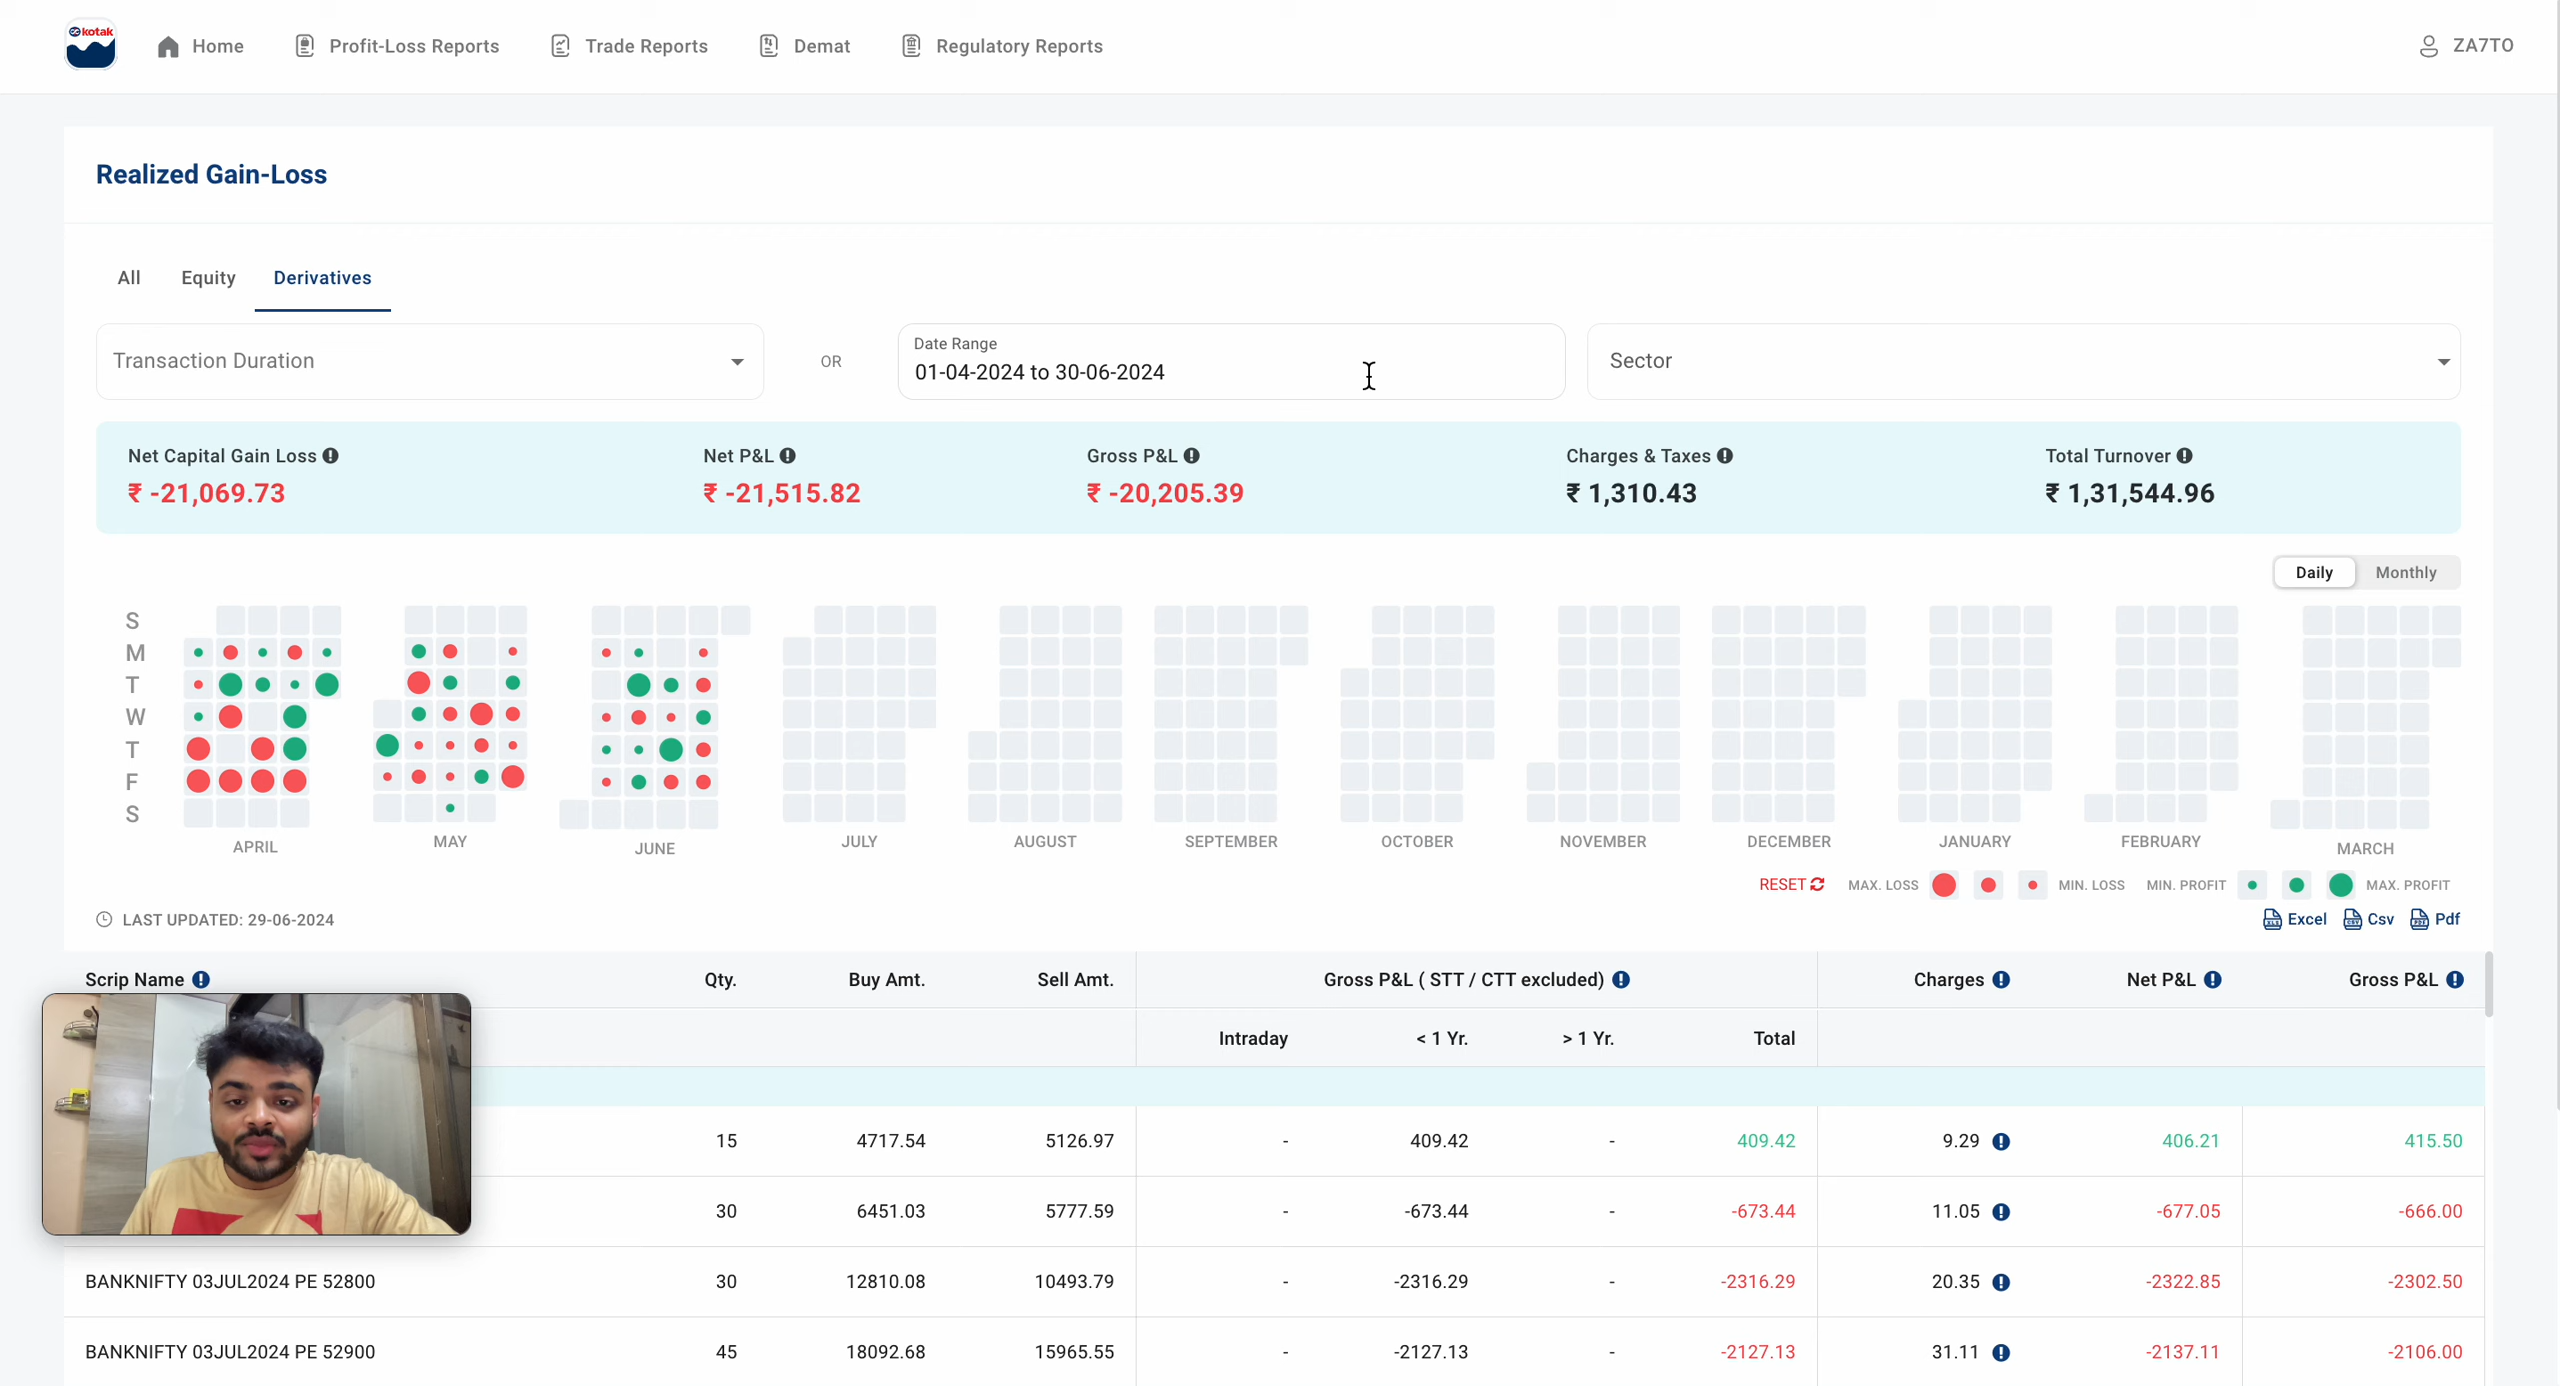 kotak
Home
Profit-Loss Reports
Trade Reports
Demat
Regulatory Reports
ZA7TO
Realized Gain-Loss
All Equity Derivatives
Transaction Duration
OR
Date Range
01-04-2024 to 30-06-2024
Sector
Net Capital Gain Loss Net P&L Gross P&L Charges & Taxes Total Turnover
₹ -21,069.73 ₹ -21,515.82 ₹ -20,205.39 ₹ 1,310.43 ₹ 1,31,544.96
Daily Monthly
S
M
T
W
T
F
S
APRIL MAY JUNE JULY AUGUST SEPTEMBER OCTOBER NOVEMBER DECEMBER JANUARY FEBRUARY MARCH
RESET MAX. LOSS MIN. LOSS MIN. PROFIT MAX. PROFIT
LAST UPDATED: 29-06-2024
Excel Csv Pdf
Scrip Name Qty. Buy Amt. Sell Amt. Gross P&L ( STT / CTT excluded) Charges Net P&L Gross P&L
Intraday < 1 Yr. > 1 Yr. Total
15 4717.54 5126.97 - 409.42 - 409.42 9.29 406.21 415.50
30 6451.03 5777.59 - -673.44 - -673.44 11.05 -677.05 -666.00
BANKNIFTY 03JUL2024 PE 52800 30 12810.08 10493.79 - -2316.29 - -2316.29 20.35 -2322.85 -2302.50
BANKNIFTY 03JUL2024 PE 52900 45 18092.68 15965.55 - -2127.13 - -2127.13 31.11 -2137.11 -2106.00